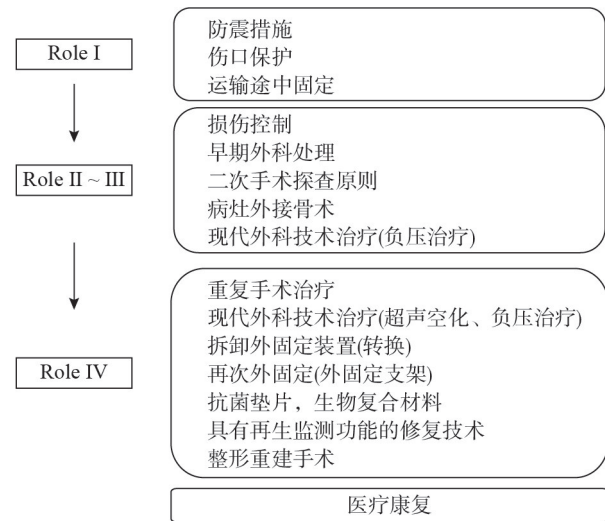 Role I
防震措施
伤口保护
运输途中固定
Role II ~ III
损伤控制
早期外科处理
二次手术探查原则
病灶外接骨术
现代外科技术治疗(负压治疗)
Role IV
重复手术治疗
现代外科技术治疗(超声空化、负压治疗)
拆卸外固定装置(转换)
再次外固定(外固定支架)
抗菌垫片，生物复合材料
具有再生监测功能的修复技术
整形重建手术
医疗康复